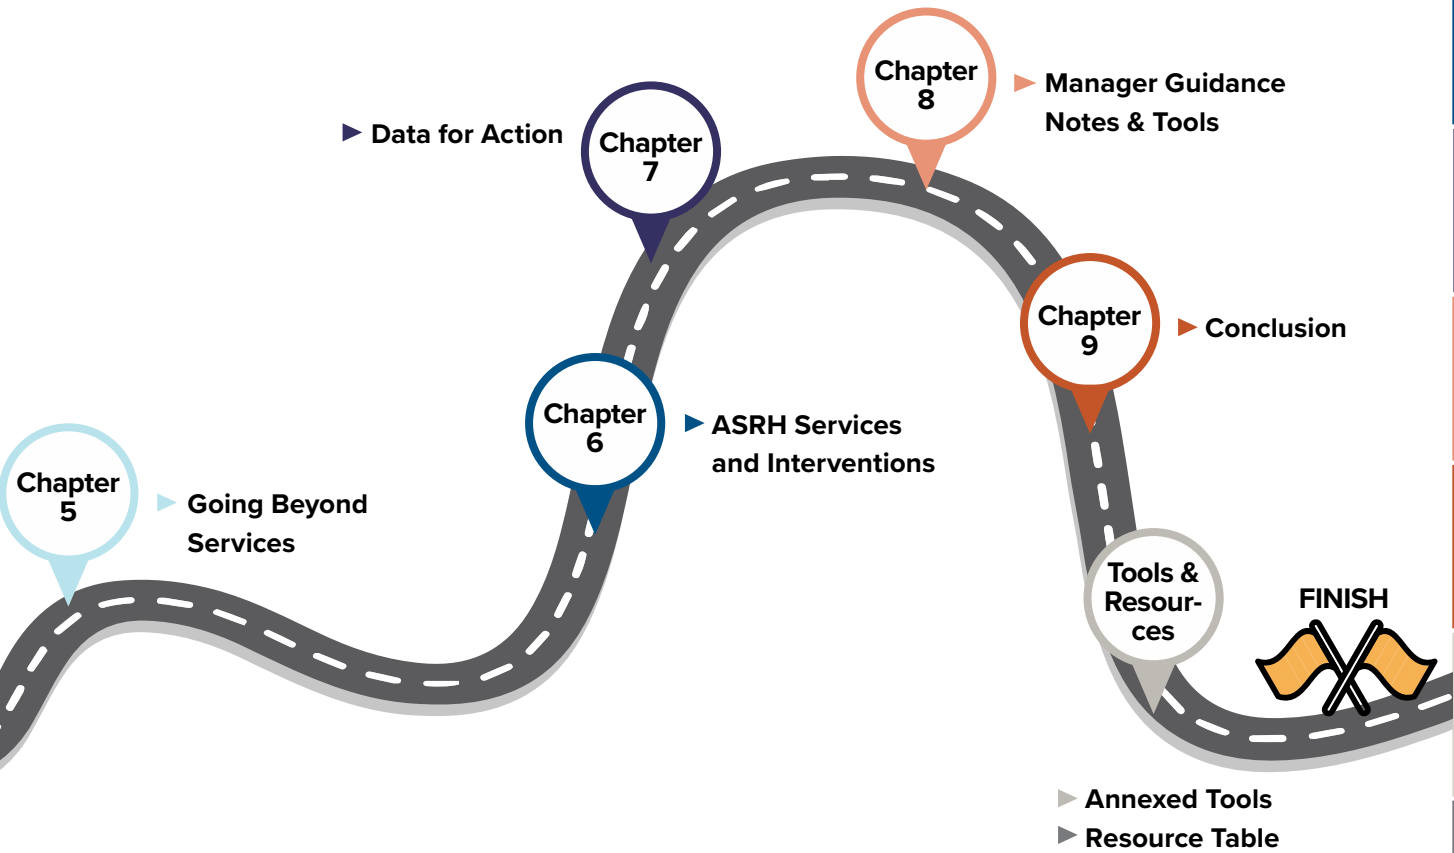 Chapter
5
Going Beyond
Services
Chapter
6
ASRH Services
and Interventions
Data for Action
Chapter
7
Chapter
8
Manager Guidance
Notes & Tools
Chapter
9
Conclusion
Tools &
Resour-
ces
Annexed Tools
Resource Table
FINISH